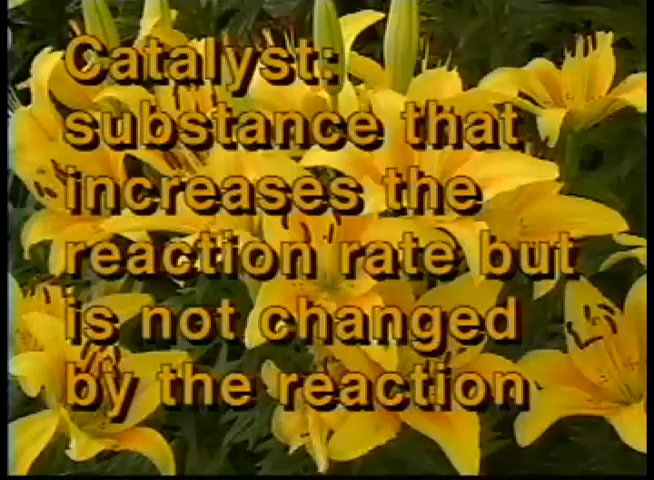 Catalyst:
substance that
increases the
reaction rate but
is not changed
by the reaction